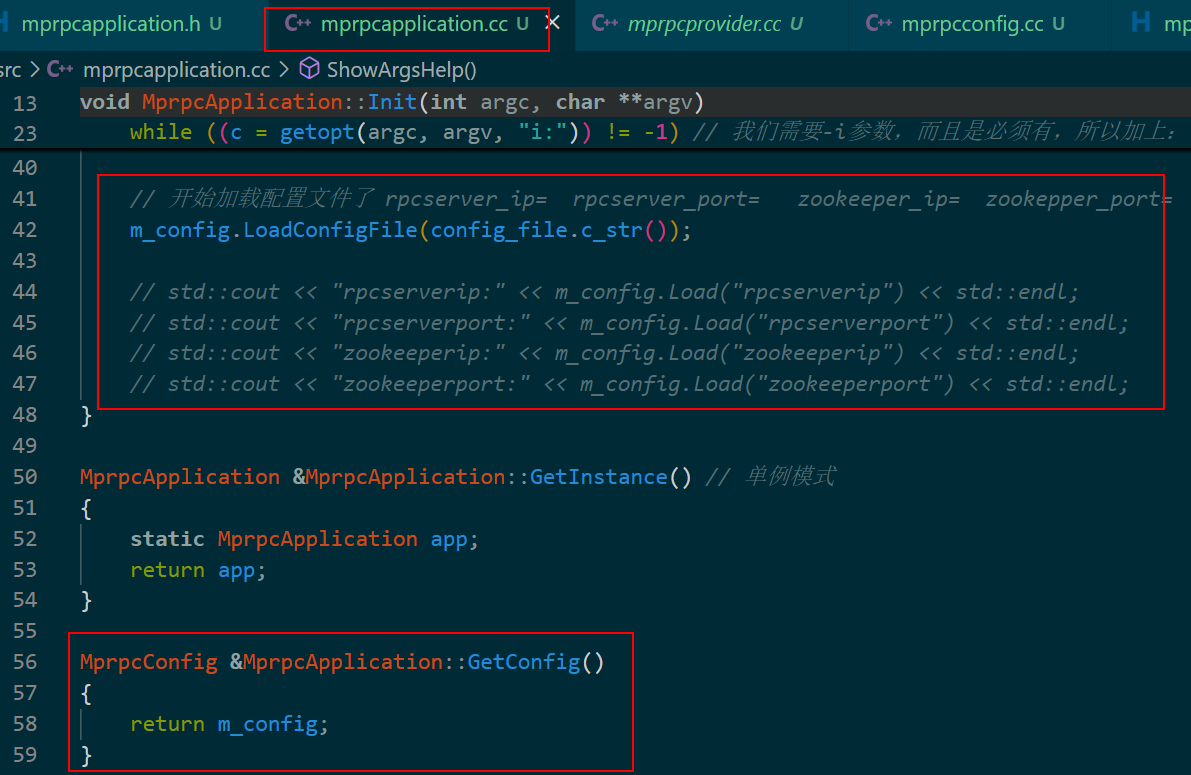 mprpcapplication.h U
C++ mprpcapplication.cc U ×
C++ mprpcprovider.cc U
C++ mprpcconfig.cc U
H mp
src > C++ mprpcapplication.cc > ShowArgsHelp()
13 void MprpcApplication::Init(int argc, char **argv)
23 while ((c = getopt(argc, argv, "i:")) != -1) // 我们需要-i参数，而且是必须有，所以加上：
40
41 // 开始加载配置文件了 rpcserver_ip= rpcserver_port= zookeeper_ip= zookepper_port=
42 m_config.LoadConfigFile(config_file.c_str());
43
44 // std::cout << "rpcserverip:" << m_config.Load("rpcserverip") << std::endl;
45 // std::cout << "rpcserverport:" << m_config.Load("rpcserverport") << std::endl;
46 // std::cout << "zookeeperip:" << m_config.Load("zookeeperip") << std::endl;
47 // std::cout << "zookeeperport:" << m_config.Load("zookeeperport") << std::endl;
48 }
49
50 MprpcApplication &MprpcApplication::GetInstance() // 单例模式
51 {
52 static MprpcApplication app;
53 return app;
54 }
55
56 MprpcConfig &MprpcApplication::GetConfig()
57 {
58 return m_config;
59 }